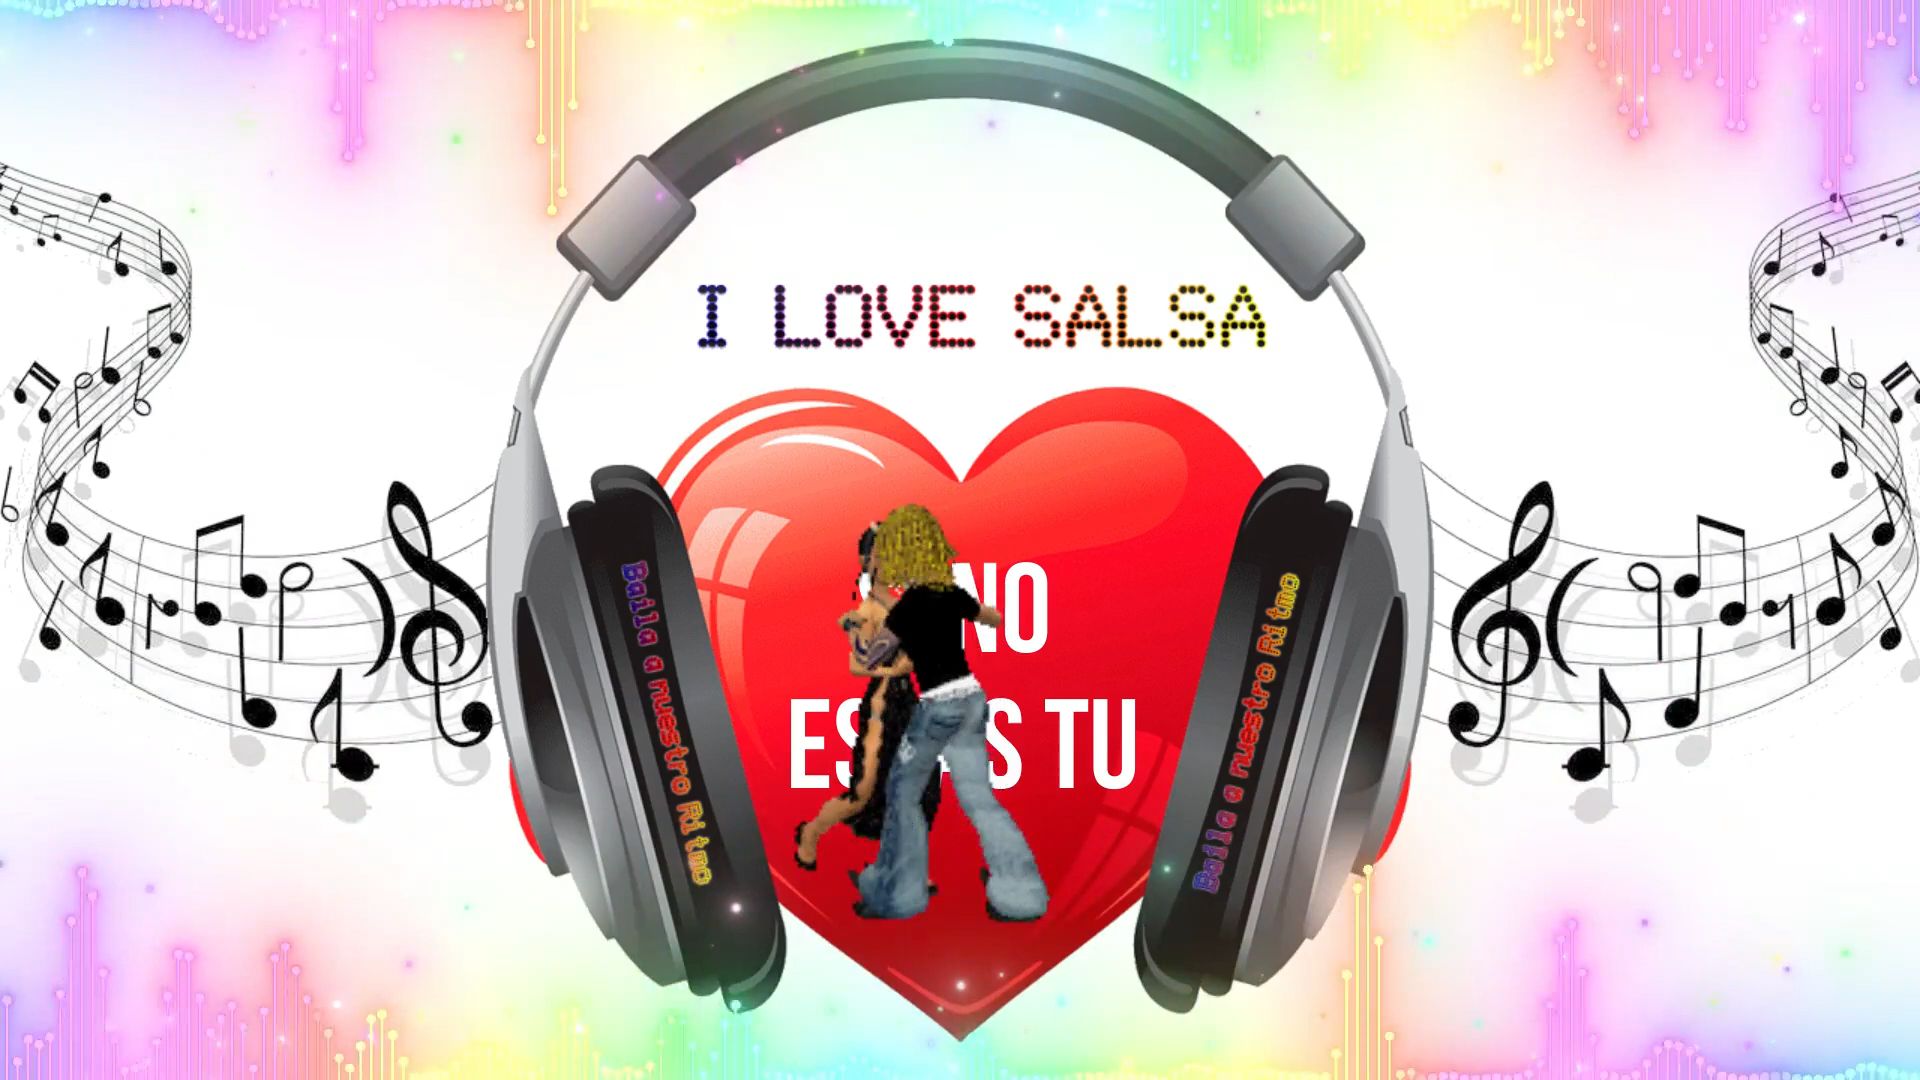 I LOVE SALSA
NO
TU
Baila a nuestro Ritmo
Baila a nuestro Ritmo